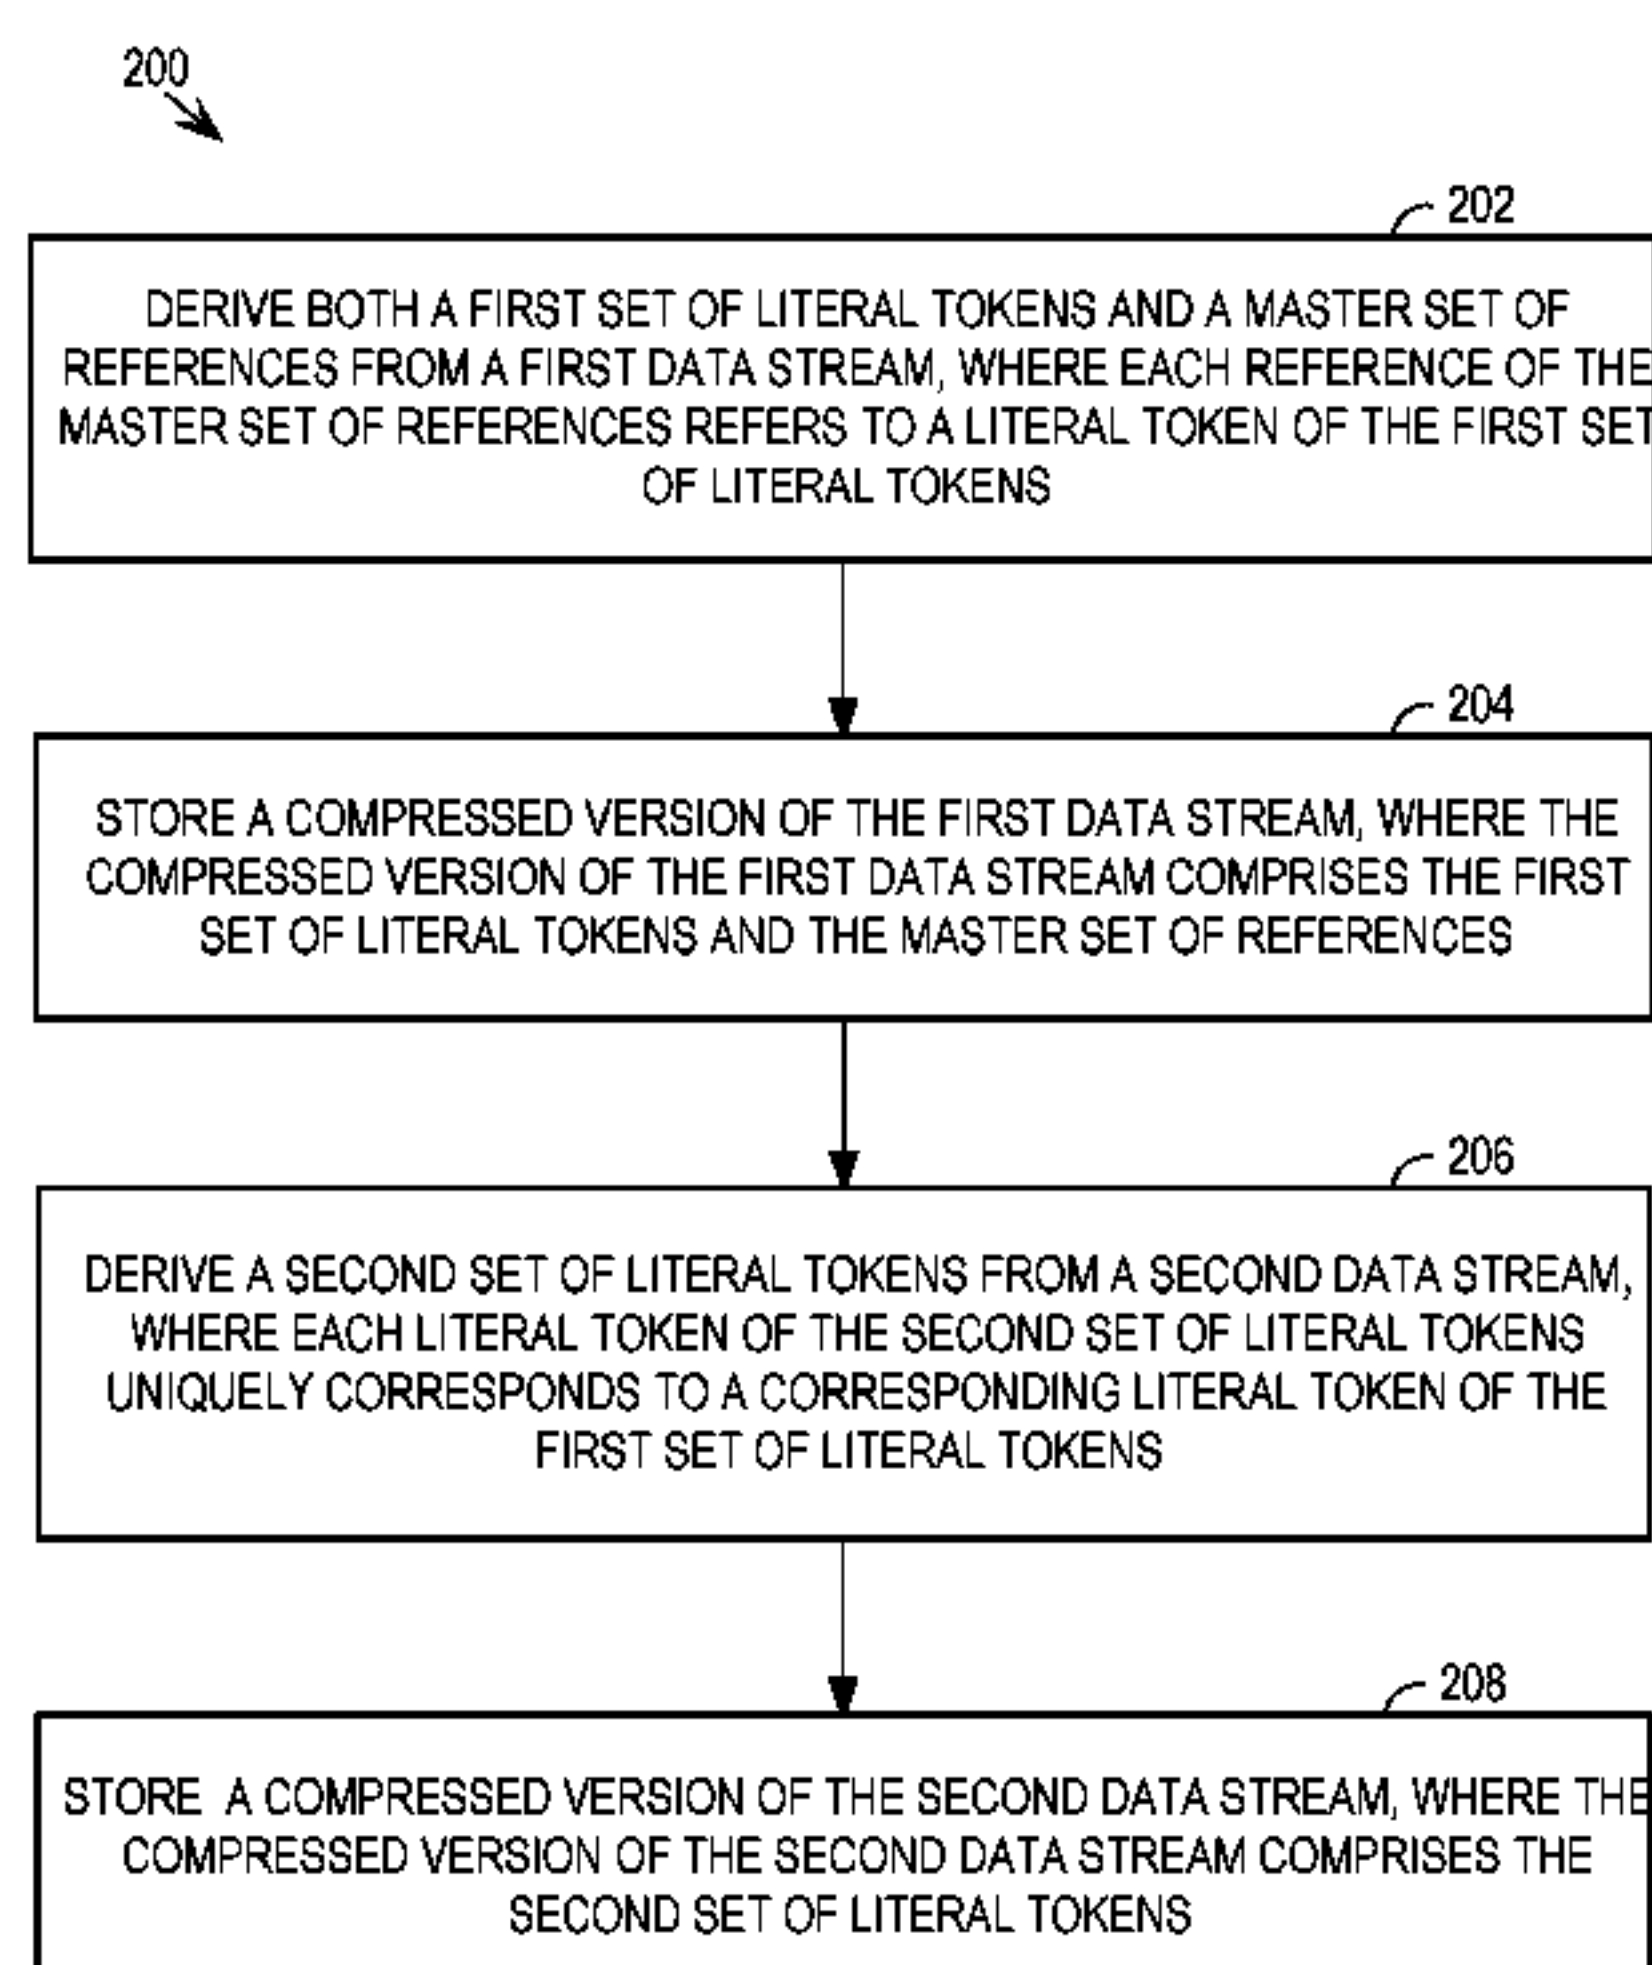 200
202
DERIVE BOTH A FIRST SET OF LITERAL TOKENS AND A MASTER SET OF
REFERENCES FROM A FIRST DATA STREAM, WHERE EACH REFERENCE OF THE
MASTER SET OF REFERENCES REFERS TO A LITERAL TOKEN OF THE FIRST SET
OF LITERAL TOKENS
204
STORE A COMPRESSED VERSION OF THE FIRST DATA STREAM, WHERE THE
COMPRESSED VERSION OF THE FIRST DATA STREAM COMPRISES THE FIRST
SET OF LITERAL TOKENS AND THE MASTER SET OF REFERENCES
206
DERIVE A SECOND SET OF LITERAL TOKENS FROM A SECOND DATA STREAM,
WHERE EACH LITERAL TOKEN OF THE SECOND SET OF LITERAL TOKENS
UNIQUELY CORRESPONDS TO A CORRESPONDING LITERAL TOKEN OF THE
FIRST SET OF LITERAL TOKENS
208
STORE A COMPRESSED VERSION OF THE SECOND DATA STREAM, WHERE THE
COMPRESSED VERSION OF THE SECOND DATA STREAM COMPRISES THE
SECOND SET OF LITERAL TOKENS